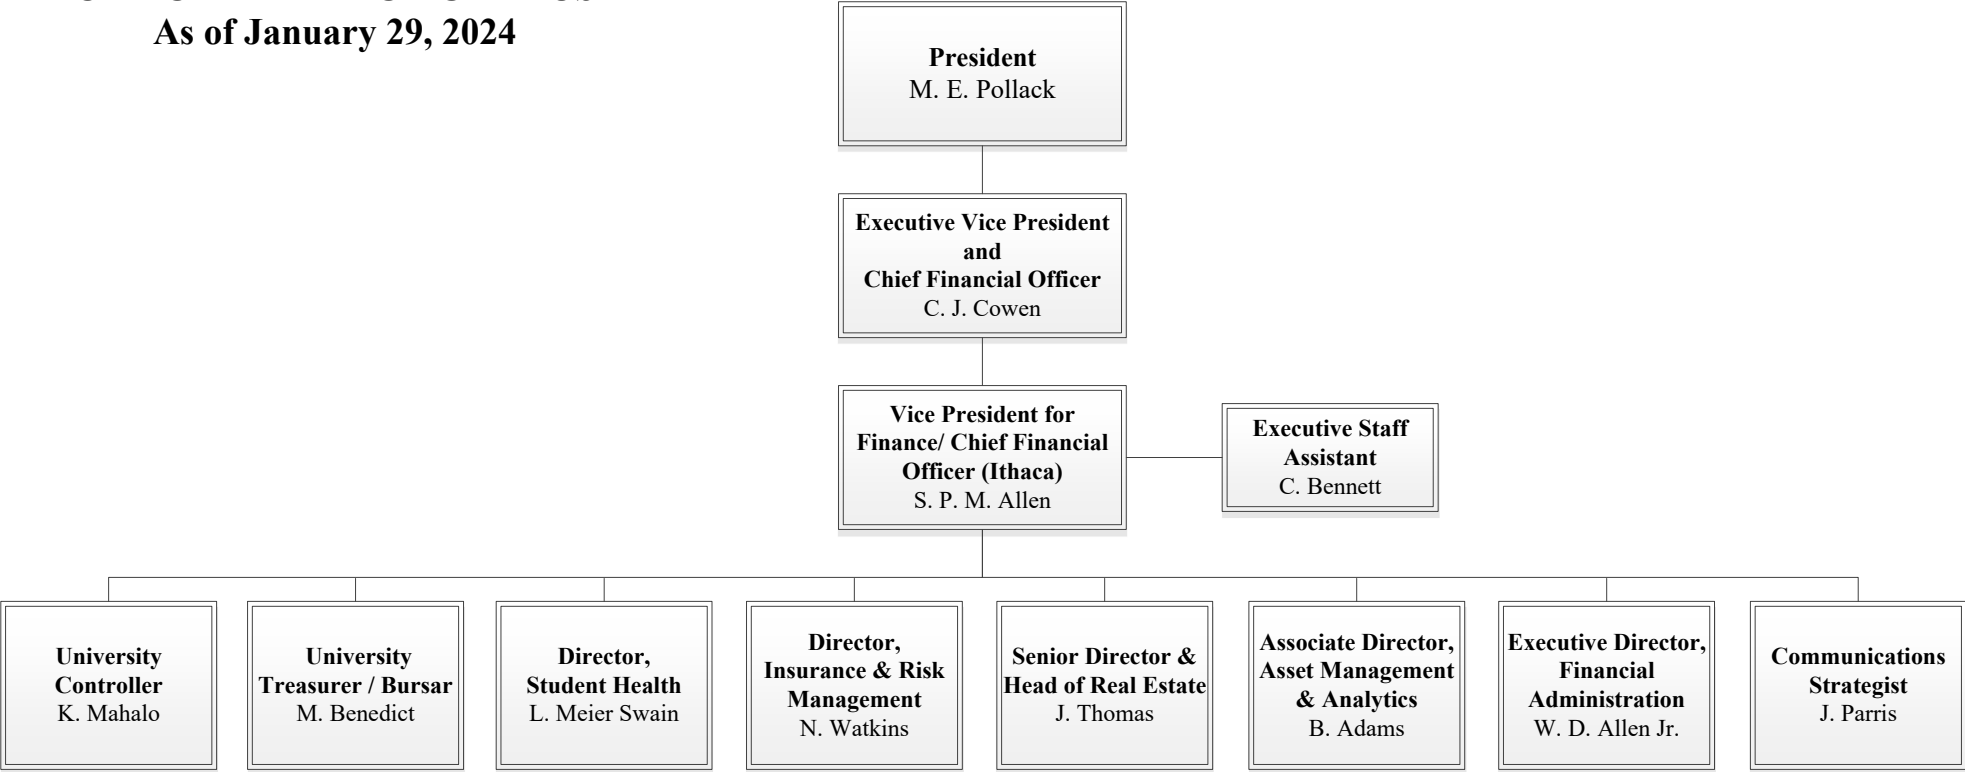 As of January 29, 2024
President
M. E. Pollack
Executive Vice President
and
Chief Financial Officer
C. J. Cowen
Vice President for
Finance/ Chief Financial
Officer (Ithaca)
S. P. M. Allen
Executive Staff
Assistant
C. Bennett
University
Controller
K. Mahalo
University
Treasurer / Bursar
M. Benedict
Director,
Student Health
L. Meier Swain
Director,
Insurance & Risk
Management
N. Watkins
Senior Director &
Head of Real Estate
J. Thomas
Associate Director,
Asset Management
& Analytics
B. Adams
Executive Director,
Financial
Administration
W. D. Allen Jr.
Communications
Strategist
J. Parris